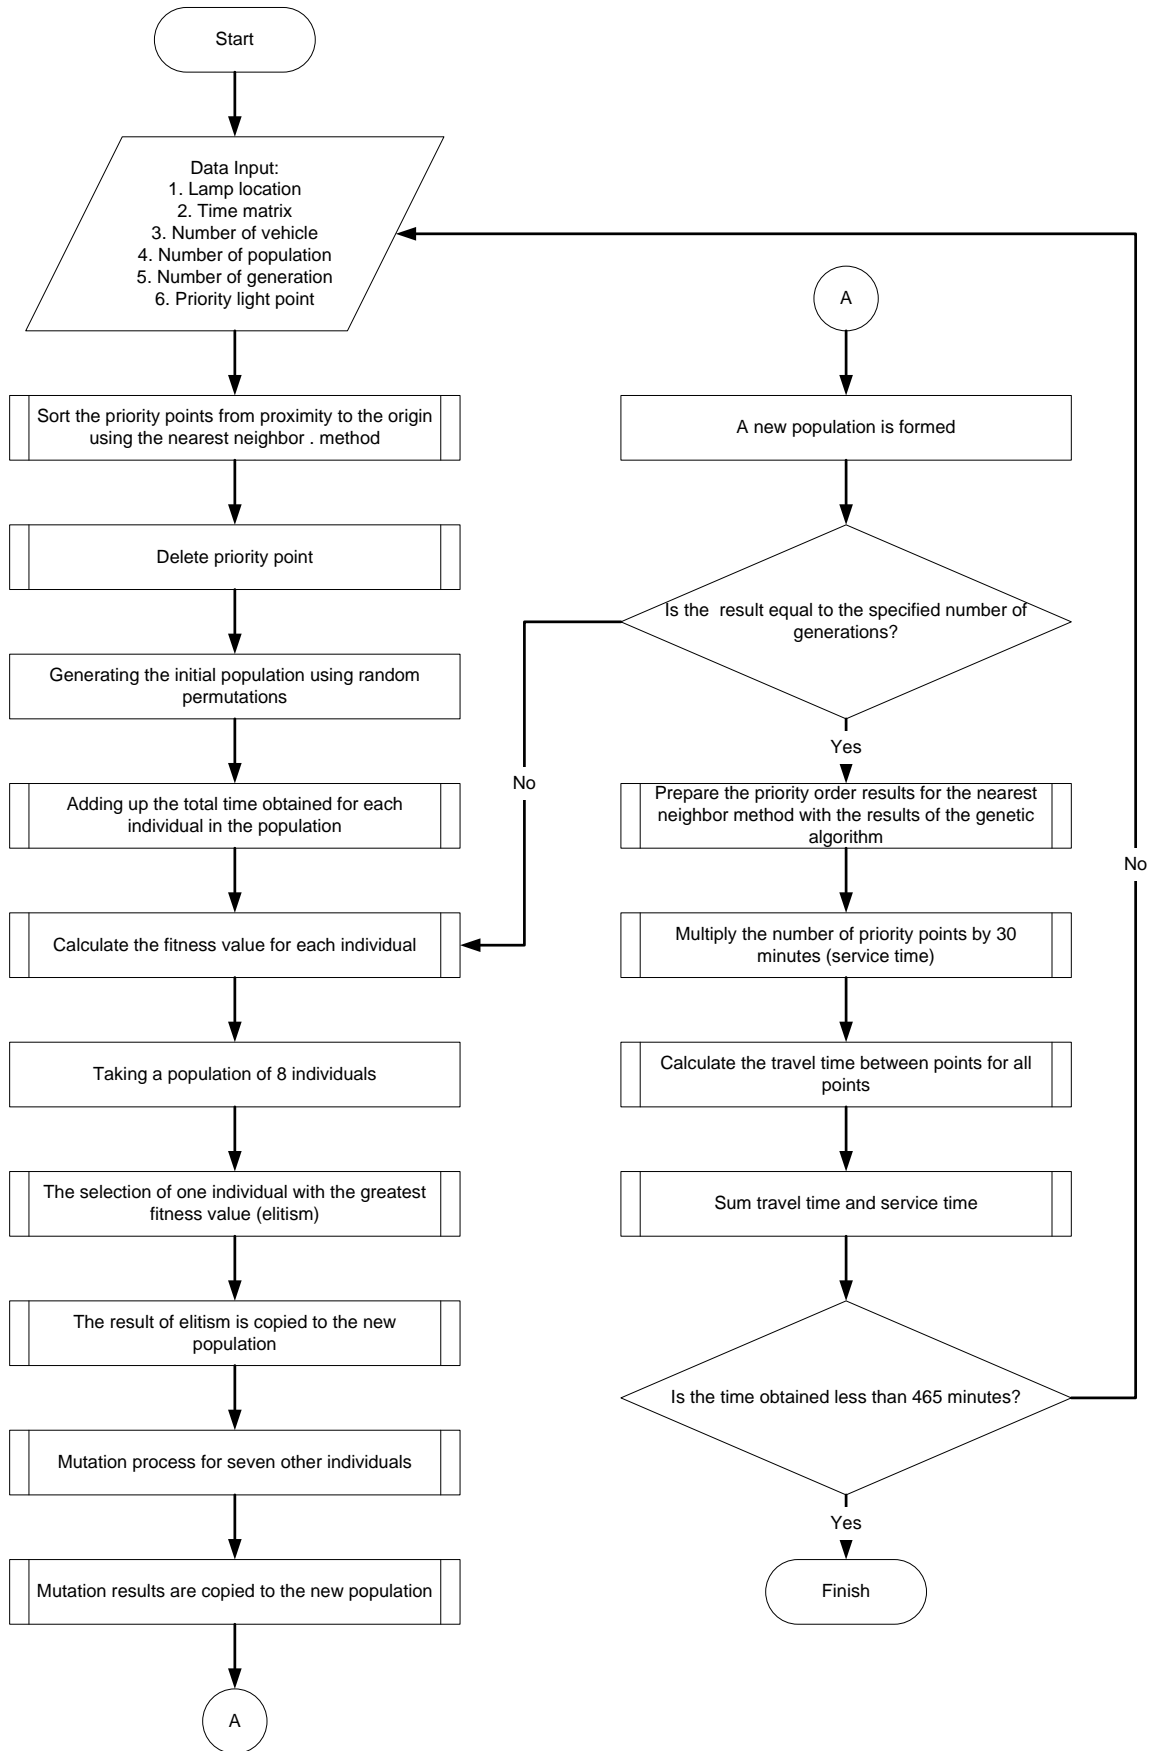 Start
Data Input:
1. Lamp location
2. Time matrix
3. Number of vehicle
4. Number of population
5. Number of generation
6. Priority light point
Sort the priority points from proximity to the origin
using the nearest neighbor . method
Delete priority point
Generating the initial population using random
permutations
Adding up the total time obtained for each
individual in the population
Calculate the fitness value for each individual
Taking a population of 8 individuals
The selection of one individual with the greatest
fitness value (elitism)
The result of elitism is copied to the new
population
Mutation process for seven other individuals
Mutation results are copied to the new population
A
A
A new population is formed
Is the result equal to the specified number of
generations?
No
Yes
Prepare the priority order results for the nearest
neighbor method with the results of the genetic
algorithm
Multiply the number of priority points by 30
minutes (service time)
Calculate the travel time between points for all
points
Sum travel time and service time
Is the time obtained less than 465 minutes?
No
Yes
Finish